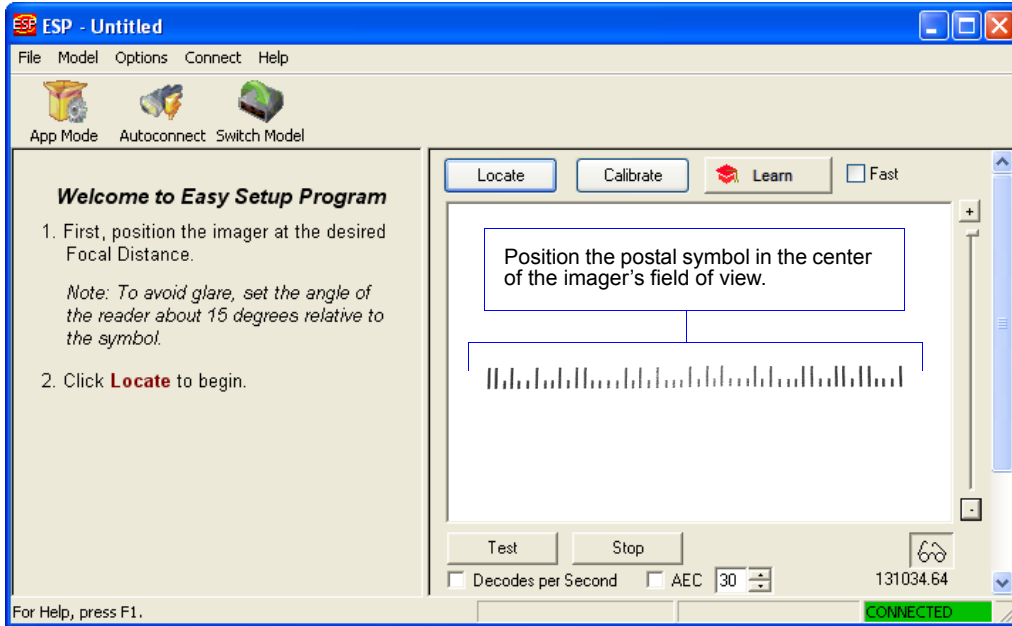 ESP - Untitled
File Model Options Connect Help
App Mode Autoconnect Switch Model
Welcome to Easy Setup Program
1. First, position the imager at the desired
Focal Distance.
Note: To avoid glare, set the angle of
the reader about 15 degrees relative to
the symbol.
2. Click Locate to begin.
Locate Calibrate Learn Fast
+
Position the postal symbol in the center
of the imager’s field of view.
-
Test Stop
Decodes per Second AEC 30 131034.64
For Help, press F1. CONNECTED